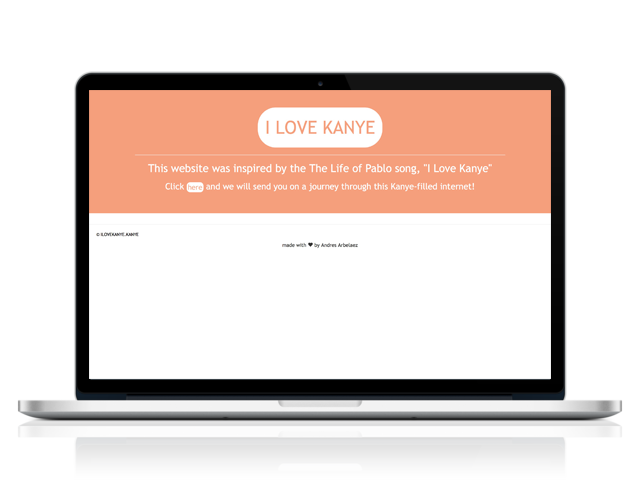 I LOVE KANYE
This website was inspired by the The Life of Pablo song, "I Love Kanye"
Click here and we will send you on a journey through this Kanye-filled internet!
© ILOVEKANYE.KANYE
made with ♥ by Andres Arbelaez